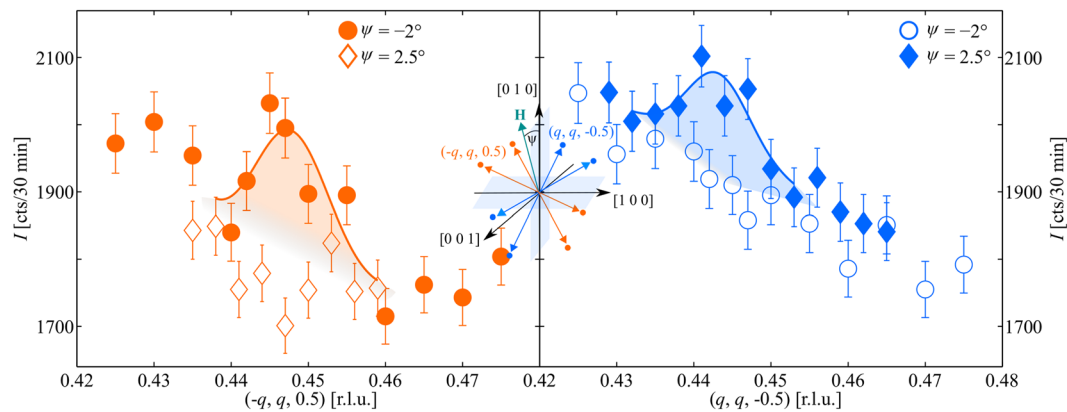 ψ = −2°
ψ = 2.5°
ψ = −2°
ψ = 2.5°
2100
1900
1700
I [cts/30 min]
2100
1900
1700
I [cts/30 min]
[0 1 0]
H
ψ
(q, q, -0.5)
(-q, q, 0.5)
[1 0 0]
[0 0 1]
0.42 0.43 0.44 0.45 0.46 0.47 0.42 0.43 0.44 0.45 0.46 0.47 0.48
(-q, q, 0.5) [r.l.u.] (q, q, -0.5) [r.l.u.]